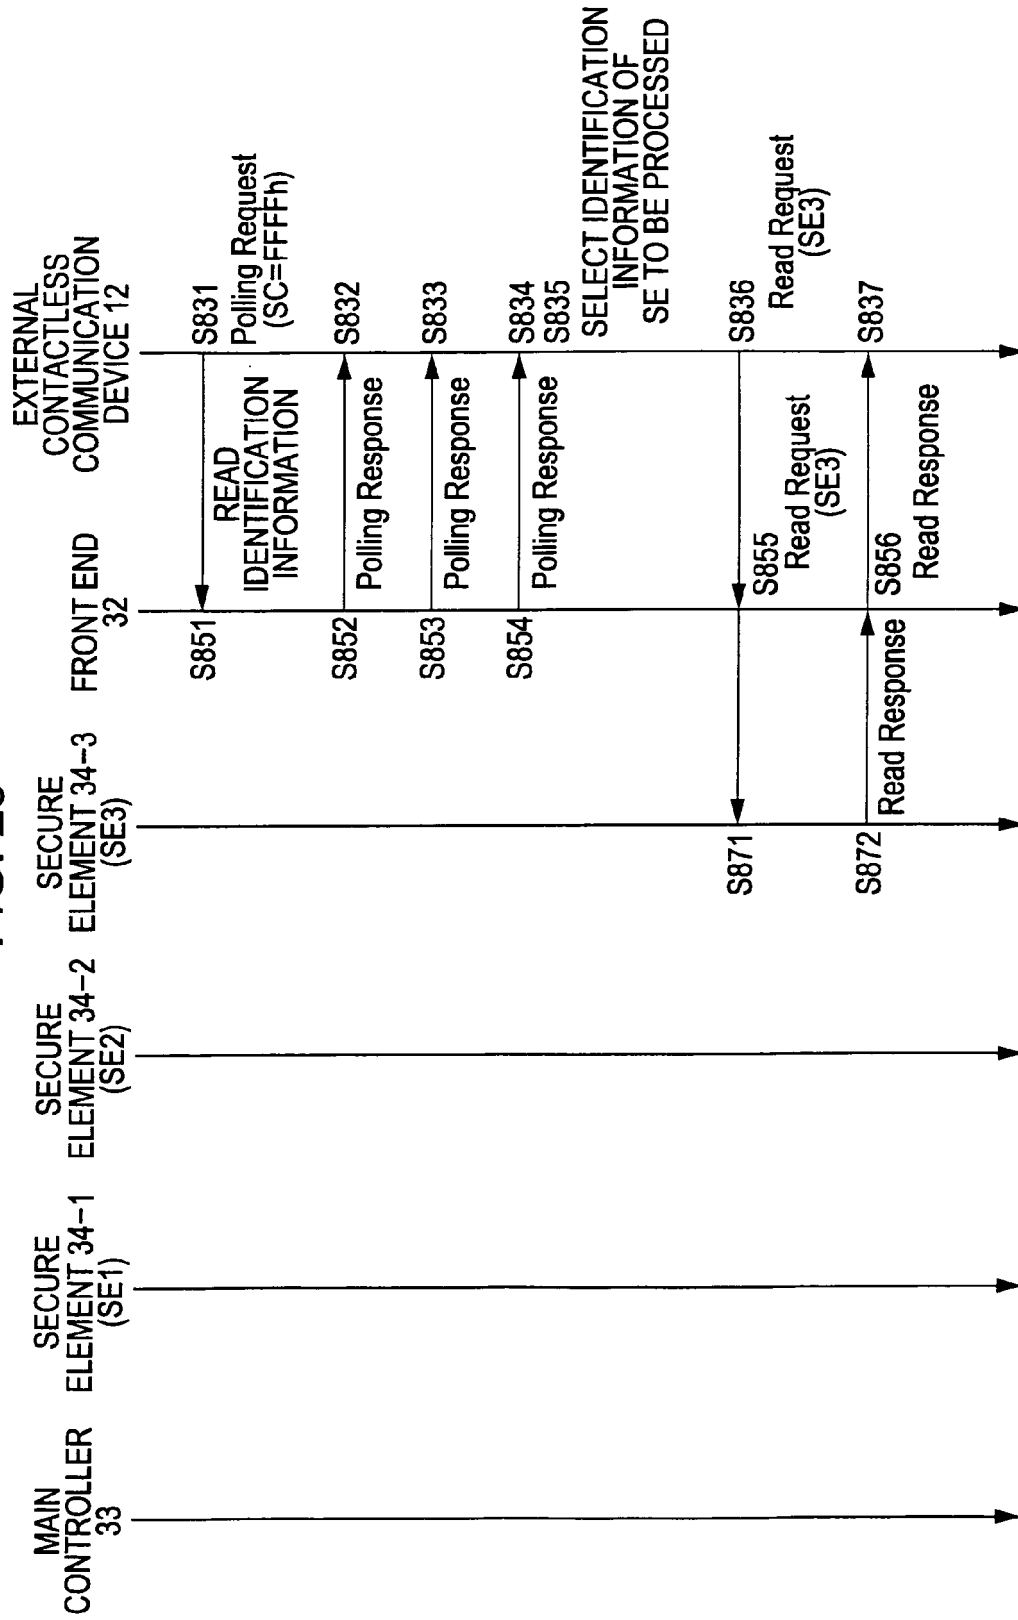 MAIN
CONTROLLER
33
SECURE
ELEMENT 34-1
(SE1)
SECURE
ELEMENT 34-2
(SE2)
SECURE
ELEMENT 34-3
(SE3)
FRONT END
32
EXTERNAL
CONTACTLESS
COMMUNICATION
DEVICE 12
S851
READ
IDENTIFICATION
INFORMATION
S831
Polling Request
(SC=FFFFh)
S852
Polling Response
S832
S853
Polling Response
S833
S854
Polling Response
S834
S835
SELECT IDENTIFICATION
INFORMATION OF
SE TO BE PROCESSED
S871
S855
Read Request
(SE3)
S836
Read Request
(SE3)
S872
Read Response
S856
Read Response
S837